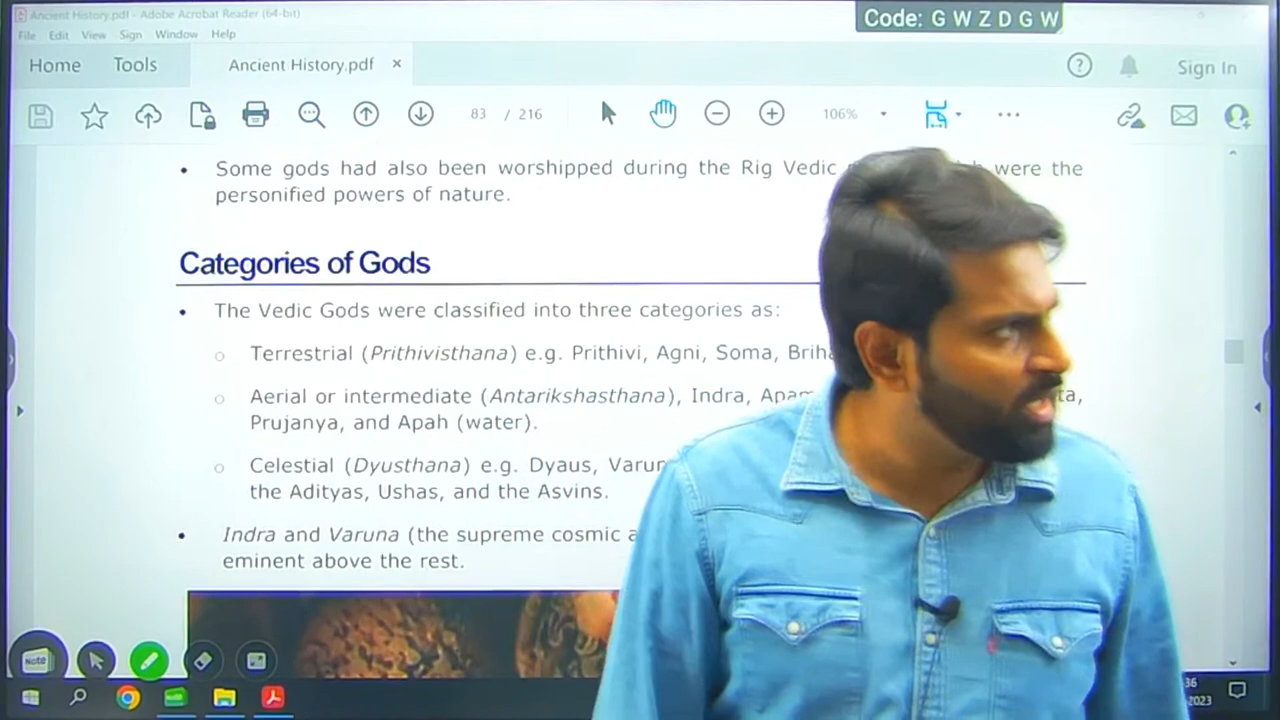 Ancient History.pdf - Adobe Acrobat Reader (64-bit)
Code: G W Z D G W
File Edit View Sign Window Help
Home Tools Ancient History.pdf ×
Sign In
83 / 216
106%
• Some gods had also been worshipped during the Rig Vedic were the
personified powers of nature.
Categories of Gods
• The Vedic Gods were classified into three categories as:
o Terrestrial (Prithivisthana) e.g. Prithivi, Agni, Soma,
o Aerial or intermediate (Antarikshasthana), Indra,
Prujanya, and Apah (water).
o Celestial (Dyusthana) e.g. Dyaus,
the Adityas, Ushas, and the Asvins.
• Indra and Varuna (the supreme cosmic
eminent above the rest.
Note